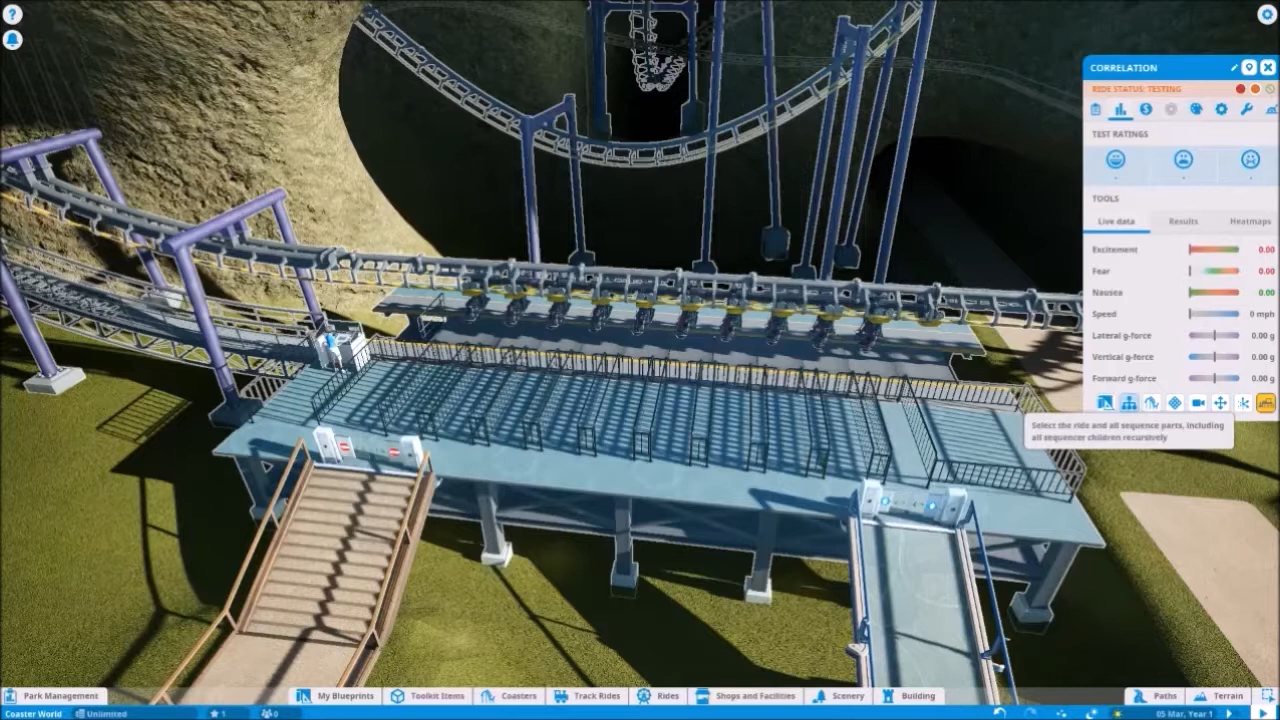 ?
CORRELATION
RIDE STATUS: TESTING
TEST RATINGS
TOOLS
Live data Results Heatmaps
Excitement 0.00
Fear 0.00
Nausea 0.00
Speed 0 mph
Lateral g-force 0.00 g
Vertical g-force 0.00 g
Forward g-force 0.00 g
Select the ride and all sequence parts, including
all sequencer children recursively
Park Management My Blueprints Toolkit Items Coasters Track Rides Rides Shops and Facilities Scenery Building Paths Terrain
Coaster World Unlimited 1 0 05 Mar, Year 1